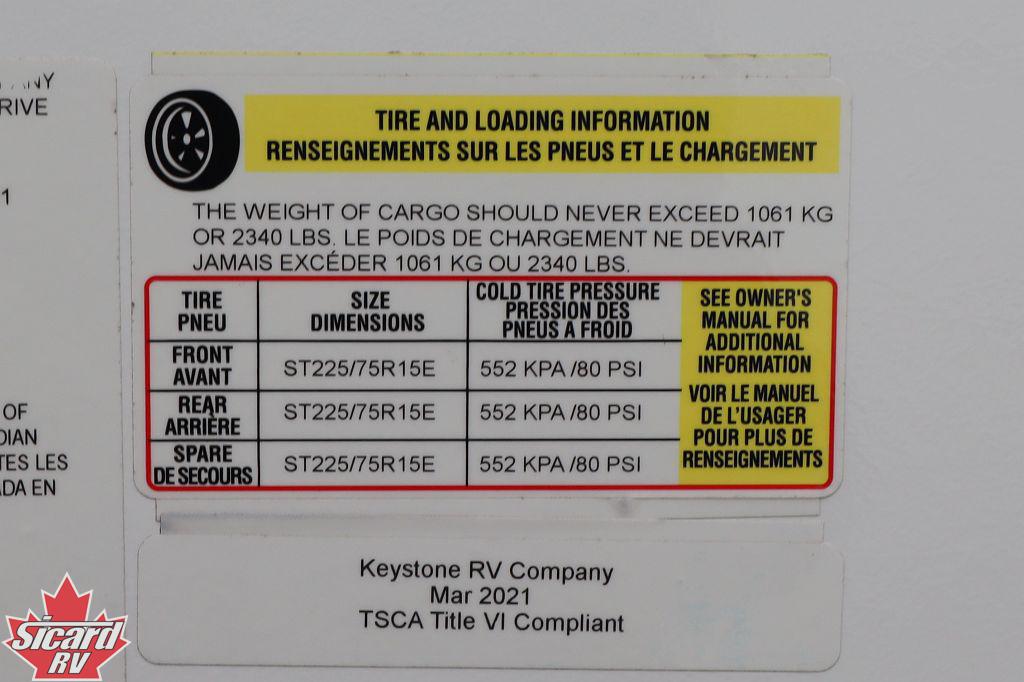 RIVE
1
OF
DIAN
TES LES
DA EN
TIRE AND LOADING INFORMATION
RENSEIGNEMENTS SUR LES PNEUS ET LE CHARGEMENT
THE WEIGHT OF CARGO SHOULD NEVER EXCEED 1061 KG
OR 2340 LBS. LE POIDS DE CHARGEMENT NE DEVRAIT
JAMAIS EXCÉDER 1061 KG OU 2340 LBS.
TIRE
PNEU
SIZE
DIMENSIONS
COLD TIRE PRESSURE
PRESSION DES
PNEUS A FROID
FRONT
AVANT
ST225/75R15E
552 KPA /80 PSI
REAR
ARRIÈRE
ST225/75R15E
552 KPA /80 PSI
SPARE
DE SECOURS
ST225/75R15E
552 KPA /80 PSI
SEE OWNER'S
MANUAL FOR
ADDITIONAL
INFORMATION
VOIR LE MANUEL
DE L'USAGER
POUR PLUS DE
RENSEIGNEMENTS
Keystone RV Company
Mar 2021
TSCA Title VI Compliant
Sicard
RV